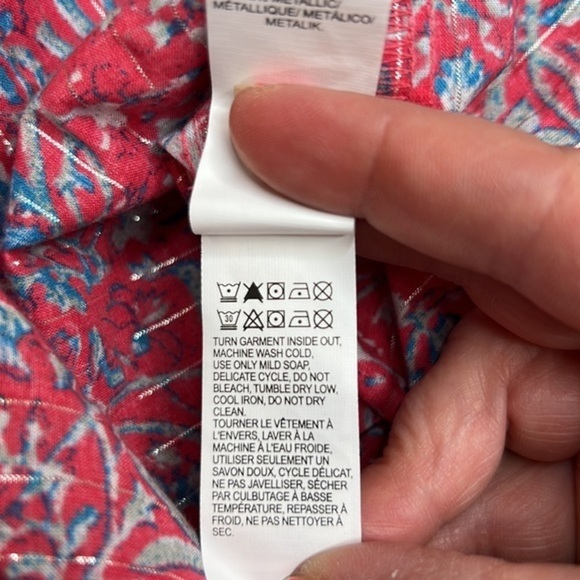 MÉTALLIQUE/ METÁLICO/
METALIK.
30
TURN GARMENT INSIDE OUT,
MACHINE WASH COLD,
USE ONLY MILD SOAP,
DELICATE CYCLE, DO NOT
BLEACH, TUMBLE DRY LOW,
COOL IRON, DO NOT DRY
CLEAN.
TOURNER LE VÊTEMENT À
L'ENVERS, LAVER À LA
MACHINE À L'EAU FROIDE,
UTILISER SEULEMENT UN
SAVON DOUX, CYCLE DÉLICAT,
NE PAS JAVELLISER, SÉCHER
PAR CULBUTAGE À BASSE
TEMPÉRATURE, REPASSER À
FROID, NE PAS NETTOYER À
SEC.